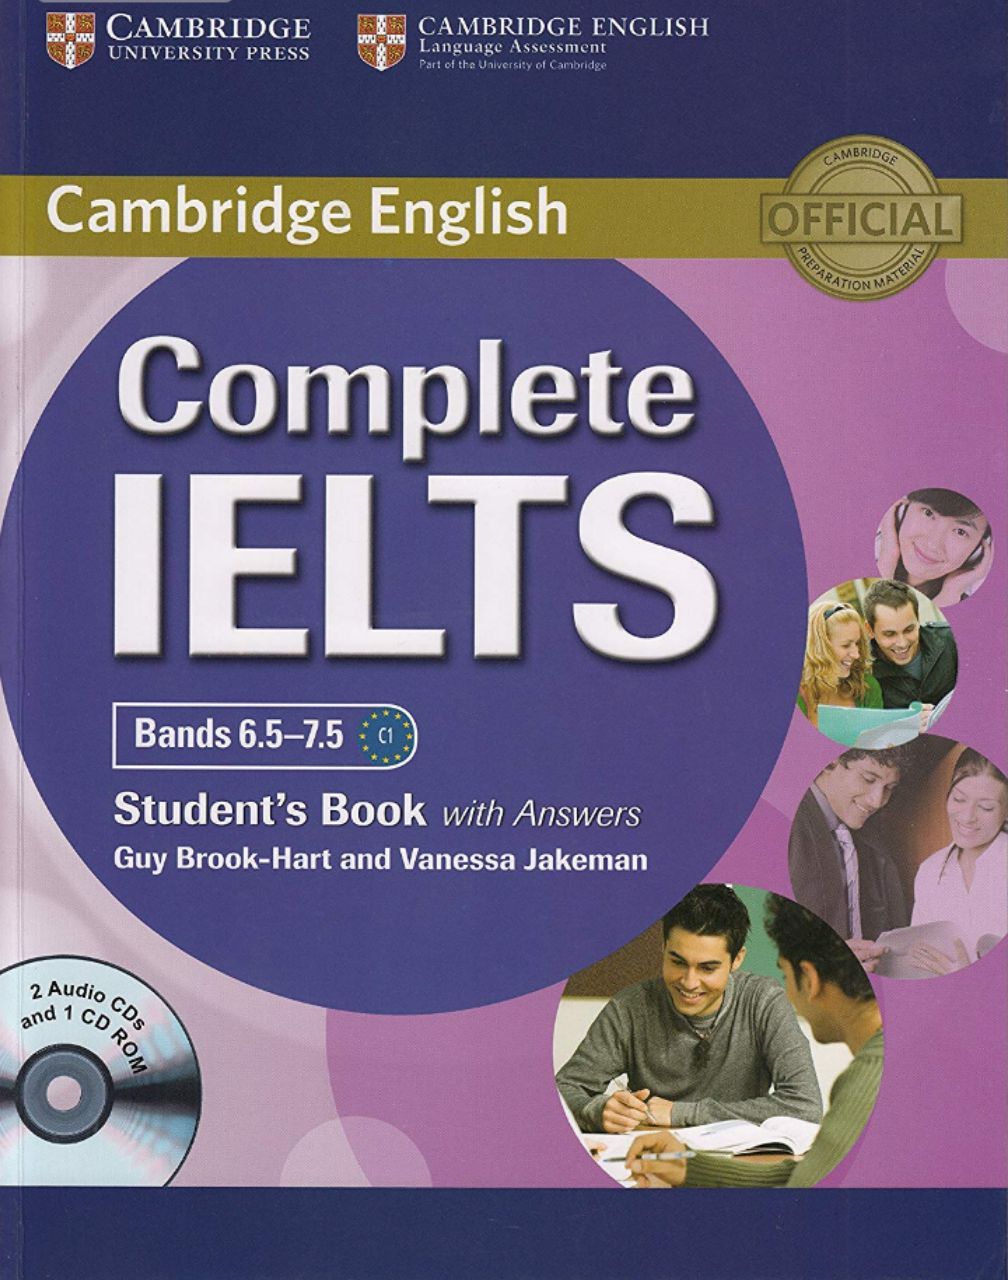 CAMBRIDGE
UNIVERSITY PRESS
CAMBRIDGE ENGLISH
Language Assessment
Part of the University of Cambridge
Cambridge English
CAMBRIDGE
OFFICIAL
PREPARATION MATERIAL
Complete
IELTS
Bands 6.5–7.5
C1
Student's Book with Answers
Guy Brook-Hart and Vanessa Jakeman
2 Audio CDs
and 1 CD ROM